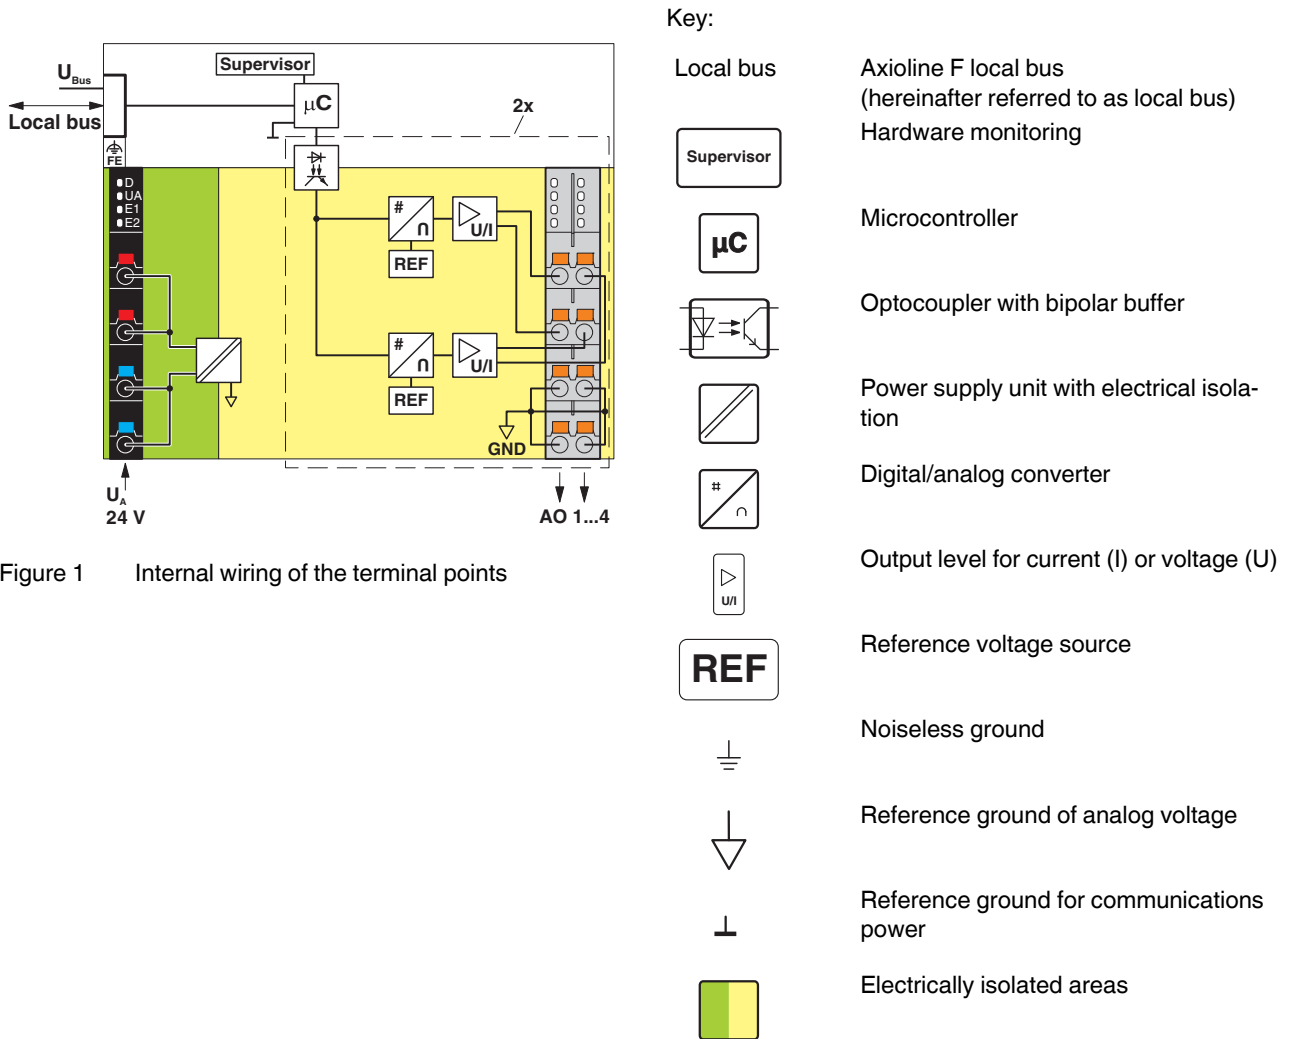 U Bus
Local bus
Supervisor
µC
2x
FE
D
UA
E1
E2
#
∩
U/I
REF
#
∩
U/I
REF
GND
U A
24 V
AO 1...4
Figure 1 Internal wiring of the terminal points
Key:
Local bus Axioline F local bus
(hereinafter referred to as local bus)
Supervisor Hardware monitoring
µC Microcontroller
Optocoupler with bipolar buffer
Power supply unit with electrical isola-
tion
# ∩ Digital/analog converter
U/I Output level for current (I) or voltage (U)
REF Reference voltage source
Noiseless ground
Reference ground of analog voltage
Reference ground for communications
power
Electrically isolated areas